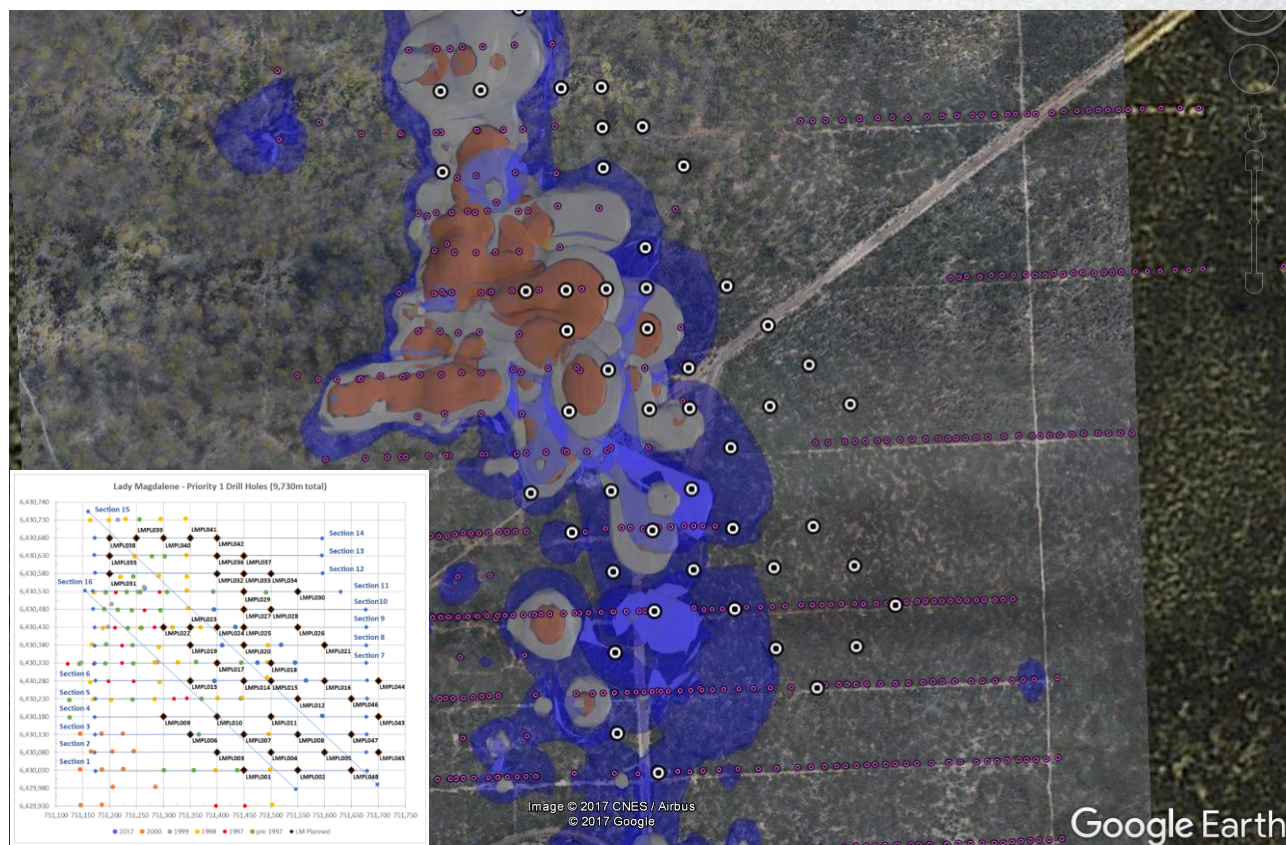 Lady Magdalene - Priority 1 Drill Holes (9,730m total)
6,430,780
Section 15
6,430,730
LMPL039
LMPL041
6,430,680
Section 14
LMPL038
LMPL040
LMPL042
6,430,630
Section 13
LMPL035
LMPL036
LMPL037
6,430,580
Section 12
Section 16
LMPL031
LMPL032
LMPL033
LMPL034
6,430,530
Section 11
LMPL029
LMPL030
6,430,480
Section10
LMPL023
LMPL027
LMPL028
6,430,430
Section 9
LMPL022
LMPL024
LMPL025
LMPL026
6,430,380
Section 8
LMPL019
LMPL020
LMPL021
6,430,330
Section 7
LMPL017
LMPL018
Section 6
6,430,280
LMPL013
LMPL014
LMPL015
LMPL016
LMPL044
Section 5
6,430,230
LMPL012
LMPL046
Section 4
6,430,180
LMPL009
LMPL010
LMPL011
LMPL043
Section 3
6,430,130
LMPL006
LMPL007
LMPL008
LMPL047
Section 2
6,430,080
LMPL003
LMPL004
LMPL005
LMPL045
Section 1
6,430,030
LMPL001
LMPL002
LMPL048
6,429,980
6,429,930
751,100 751,150 751,200 751,250 751,300 751,350 751,400 751,450 751,500 751,550 751,600 751,650 751,700 751,750
2017 2000 1999 1998 1997 pre 1997 LM Planned
Image © 2017 CNES / Airbus
© 2017 Google
Google Earth